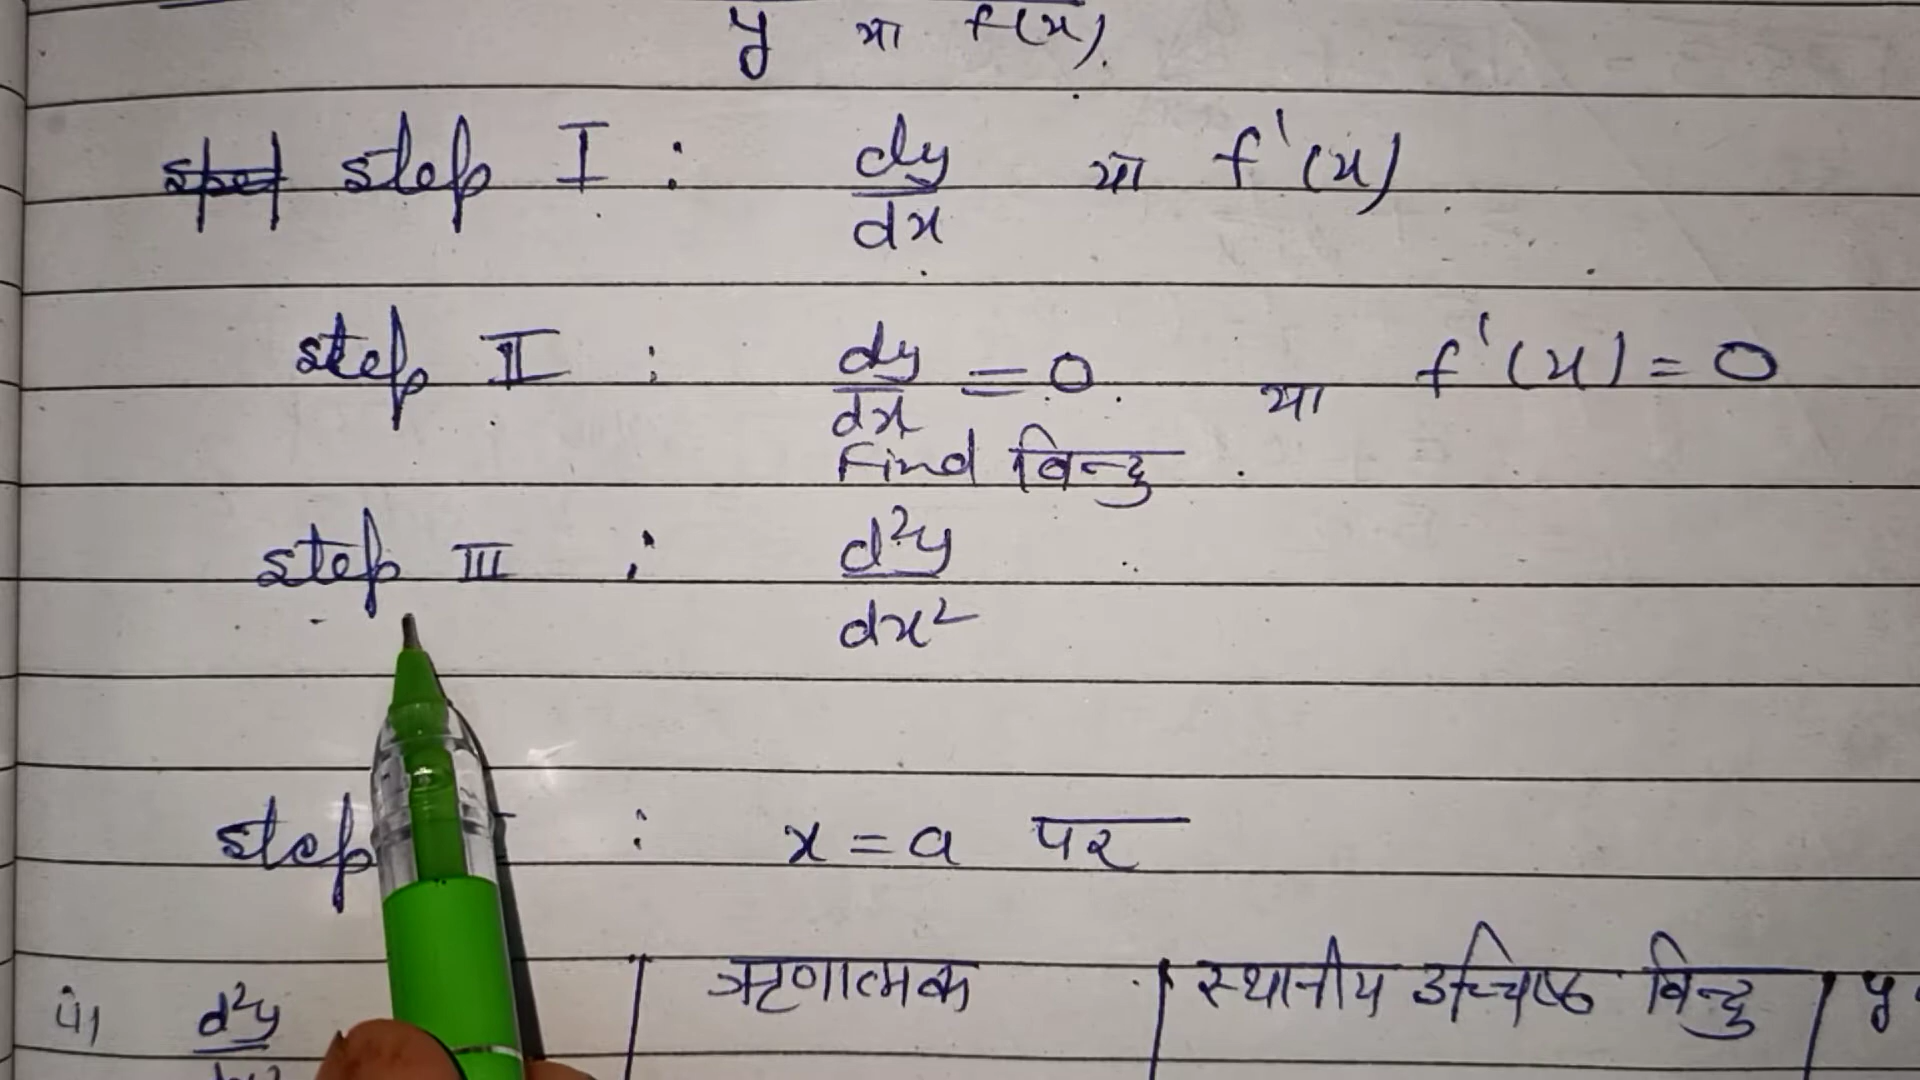 y या f(x).
step I : dy/dx या f'(x)
step II : dy/dx = 0 या f'(x) = 0
Find बिन्दु .
step III : d²y/dx²
step : x = a पर
d²y ऋणात्मक स्थानीय उच्चिष्ठ बिन्दु y